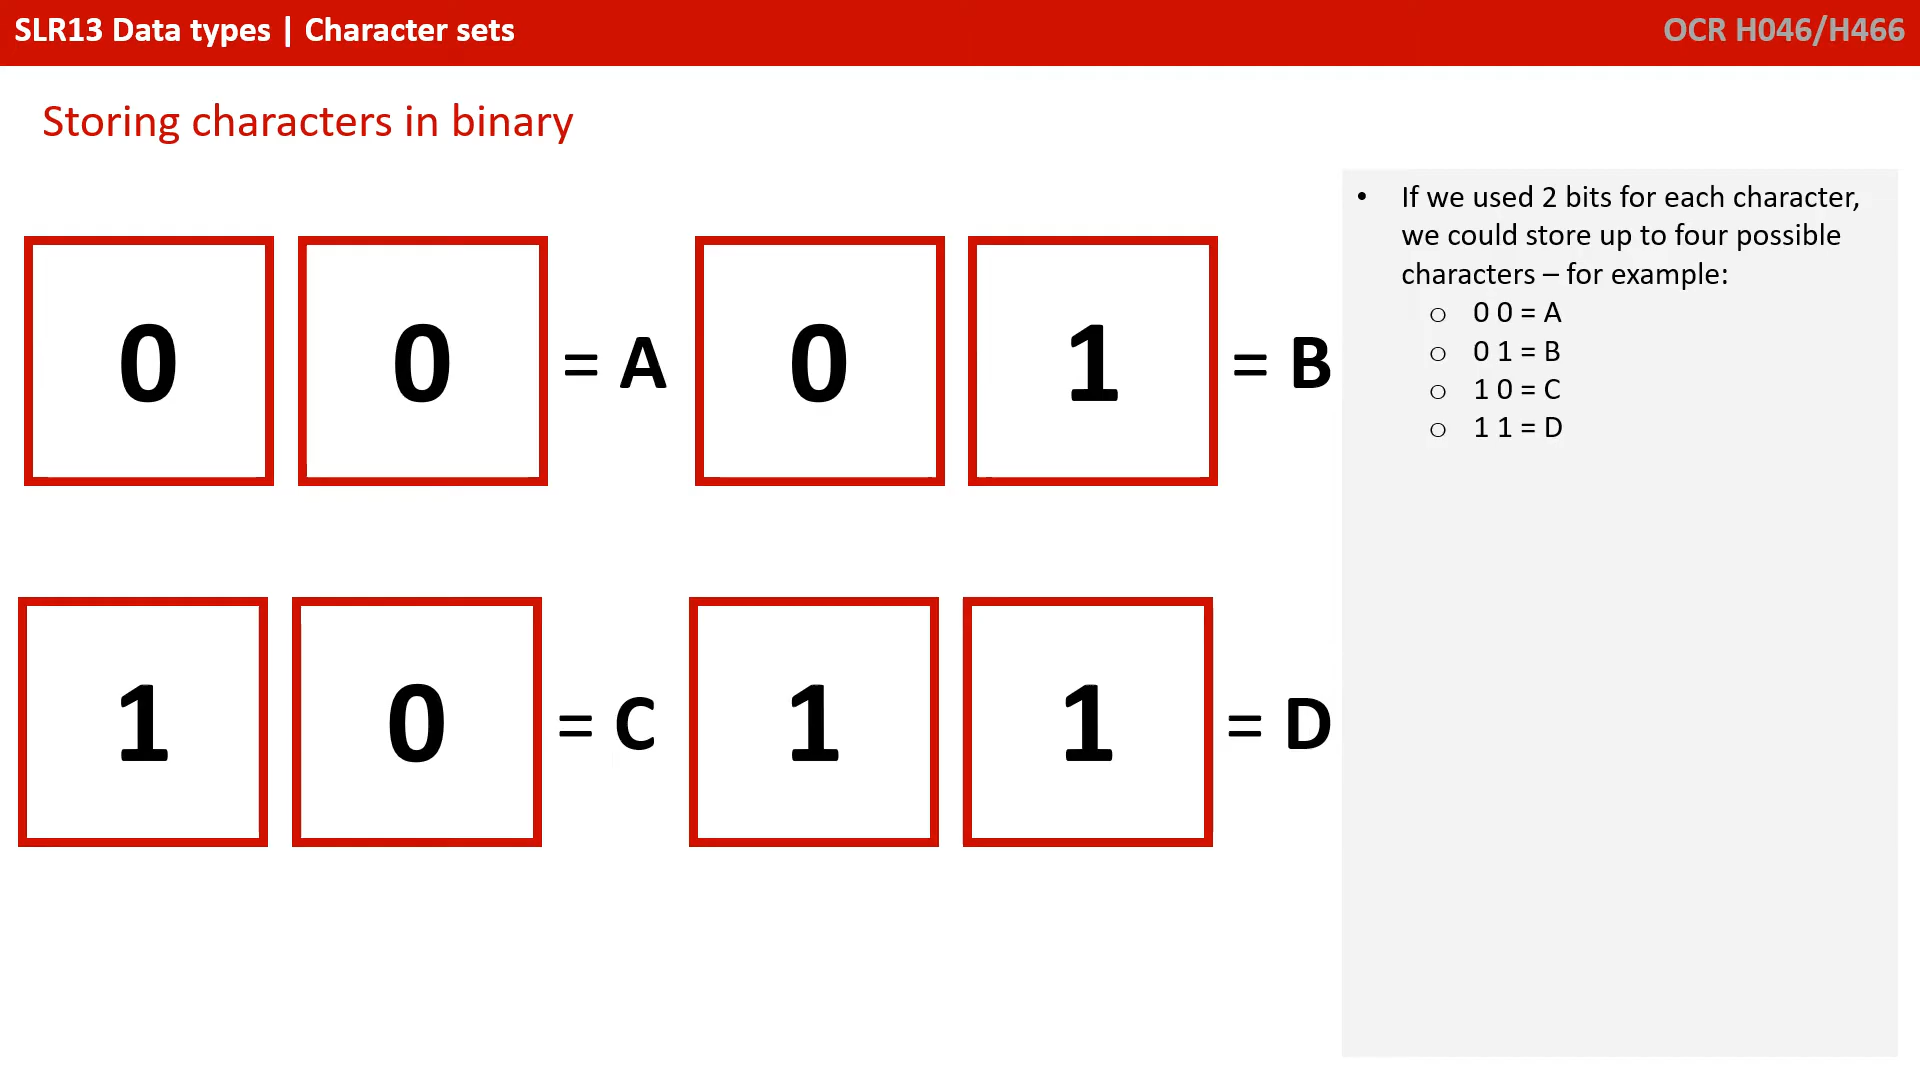 SLR13 Data types | Character sets
OCR H046/H466
Storing characters in binary
0 0 = A 0 1 = B
1 0 = C 1 1 = D
• If we used 2 bits for each character,
we could store up to four possible
characters – for example:
○ 0 0 = A
○ 0 1 = B
○ 1 0 = C
○ 1 1 = D